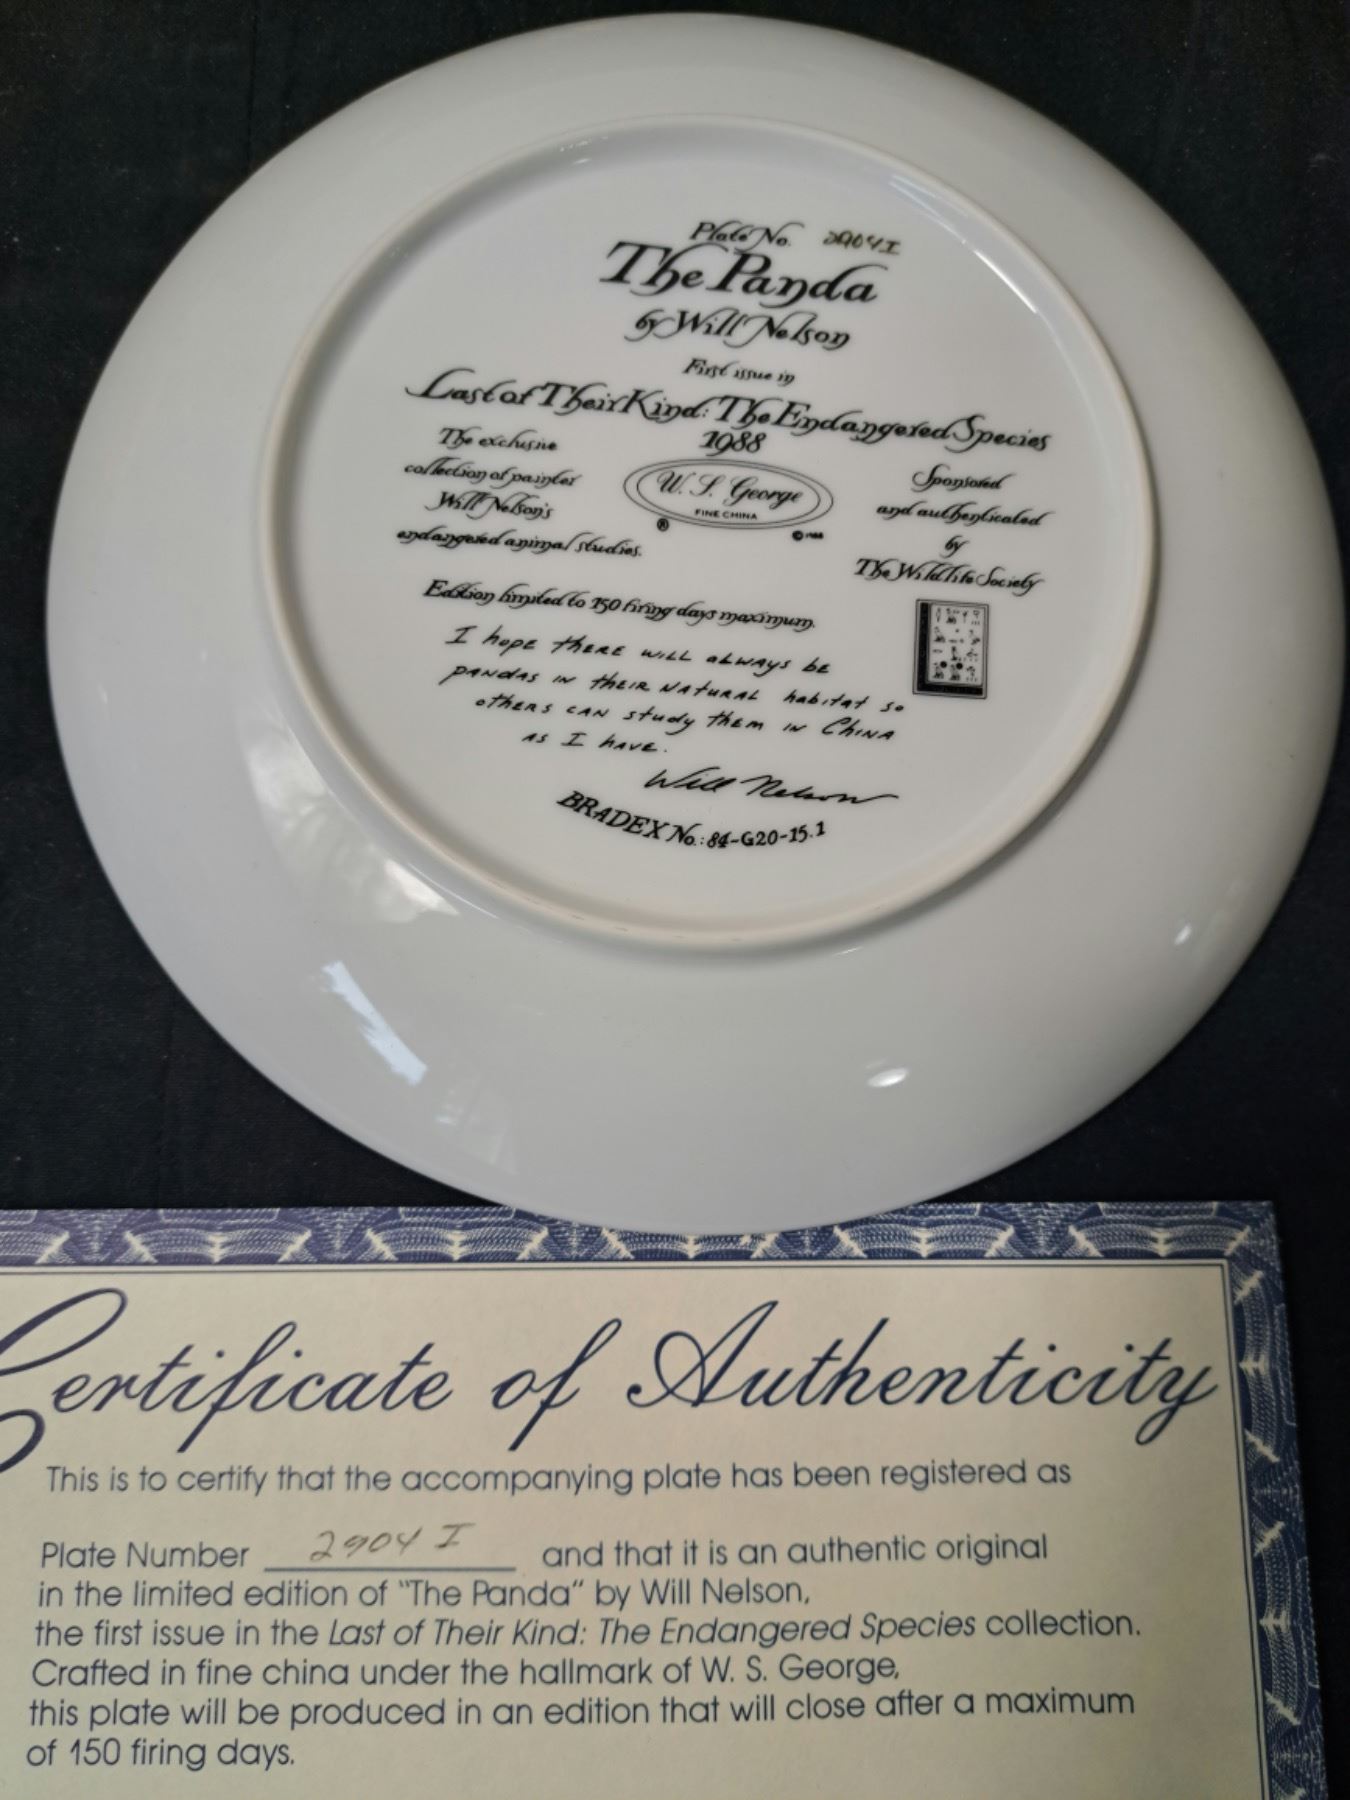 Plate No. 2904I
The Panda
by Will Nelson
First issue in
Last of Their Kind: The Endangered Species
1988
The exclusive
collection of painter
Will Nelson's
endangered animal studies.
W. S. George
FINE CHINA
®
© 1988
Sponsored
and authenticated
by
The Wildlife Society
Edition limited to 150 firing days maximum.
I hope there will always be
pandas in their natural habitat so
others can study them in China
as I have.
Will Nelson
BRADEX No.: 84-G20-15.1
Certificate of Authenticity
This is to certify that the accompanying plate has been registered as
Plate Number 2904 I and that it is an authentic original
in the limited edition of "The Panda" by Will Nelson,
the first issue in the Last of Their Kind: The Endangered Species collection.
Crafted in fine china under the hallmark of W. S. George,
this plate will be produced in an edition that will close after a maximum
of 150 firing days.